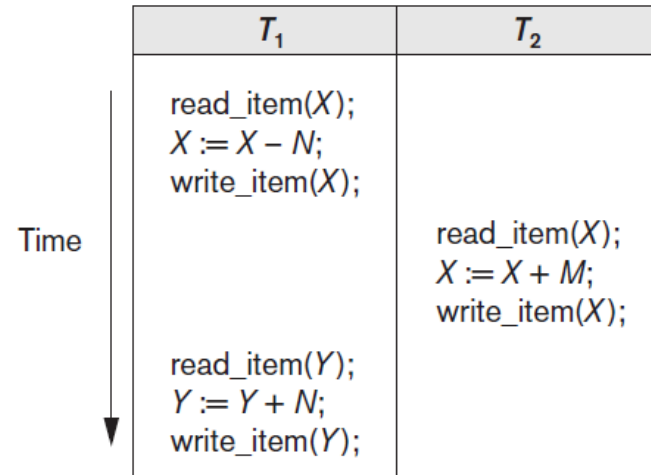 T₁ T₂
read_item(X);
X := X – N;
write_item(X);
Time
read_item(X);
X := X + M;
write_item(X);
read_item(Y);
Y := Y + N;
write_item(Y);